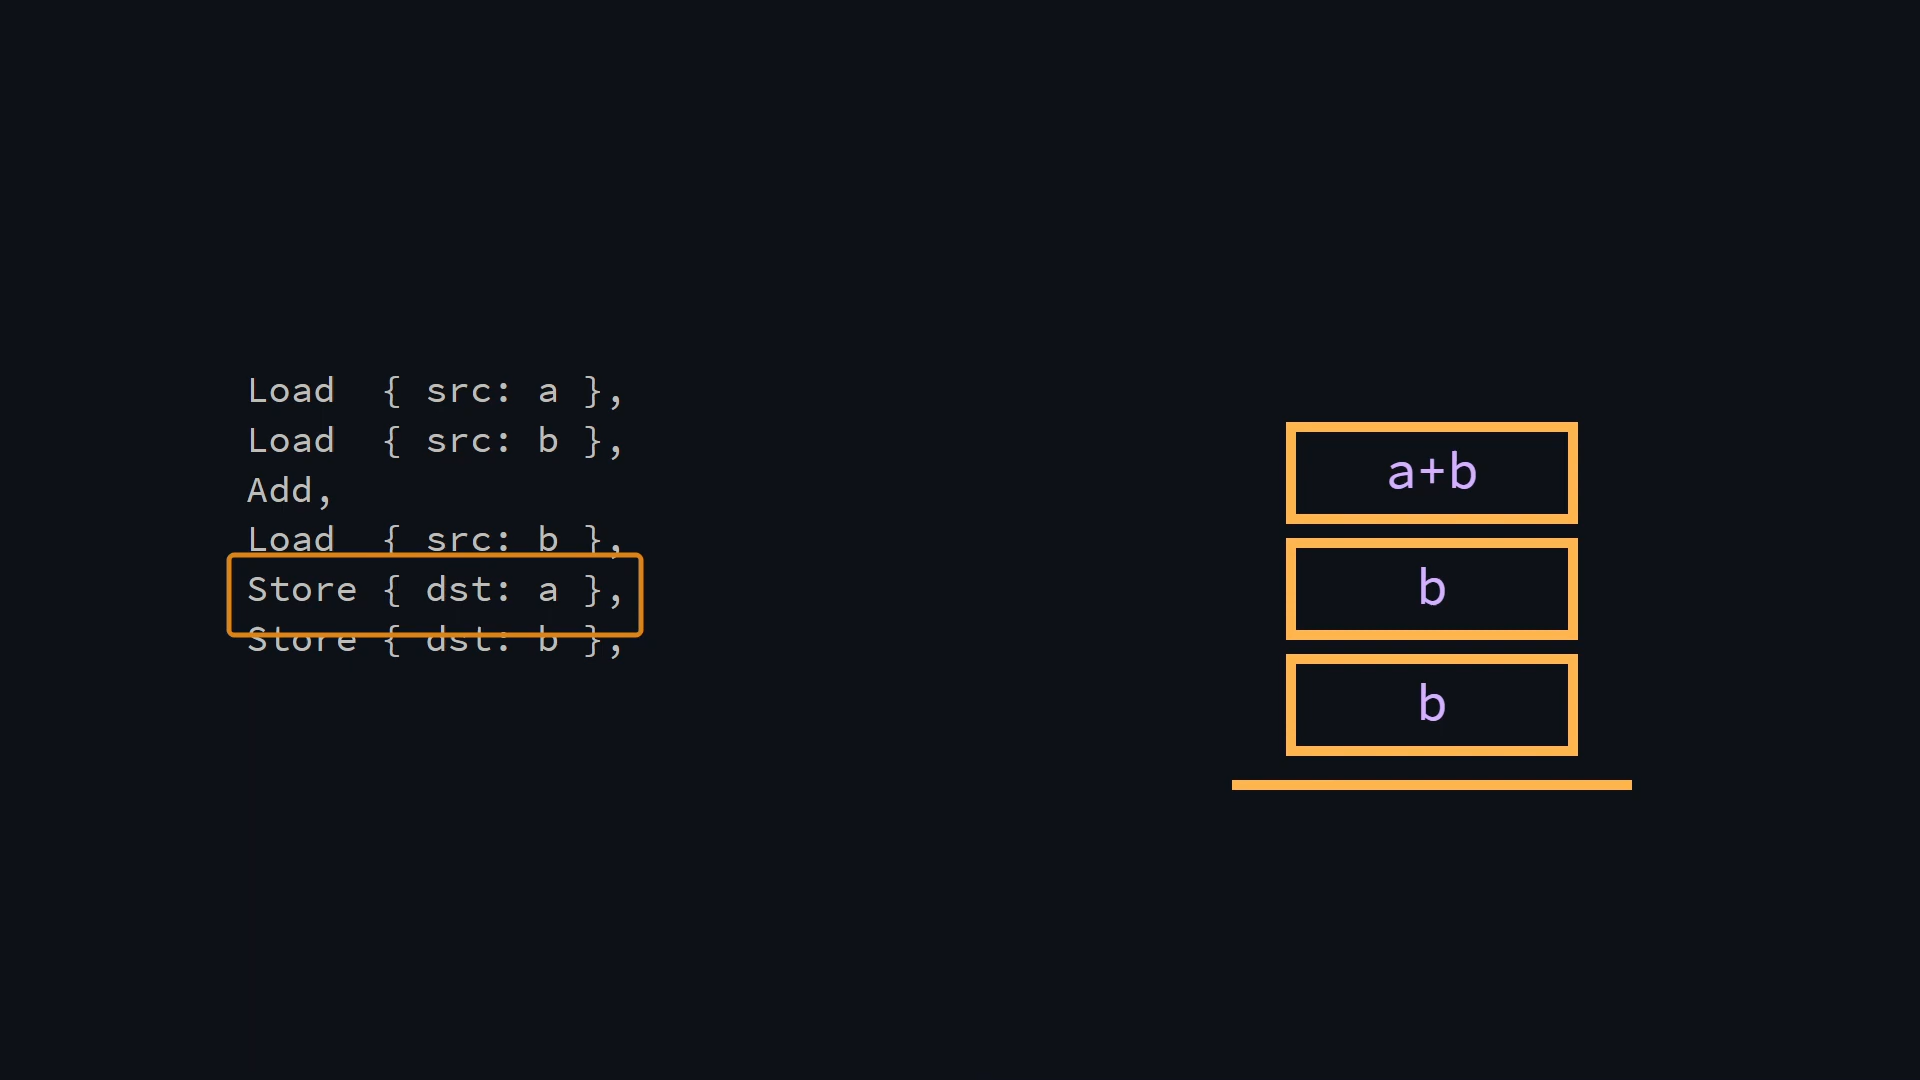 Load  { src: a },
Load  { src: b },
Add,
Load  { src: b },
Store { dst: a },
Store { dst: b },
a+b
b
b